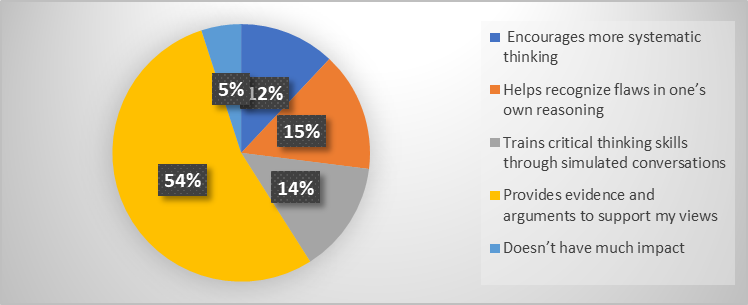 5%
12%
15%
14%
54%
Encourages more systematic
thinking
Helps recognize flaws in one’s
own reasoning
Trains critical thinking skills
through simulated conversations
Provides evidence and
arguments to support my views
Doesn’t have much impact